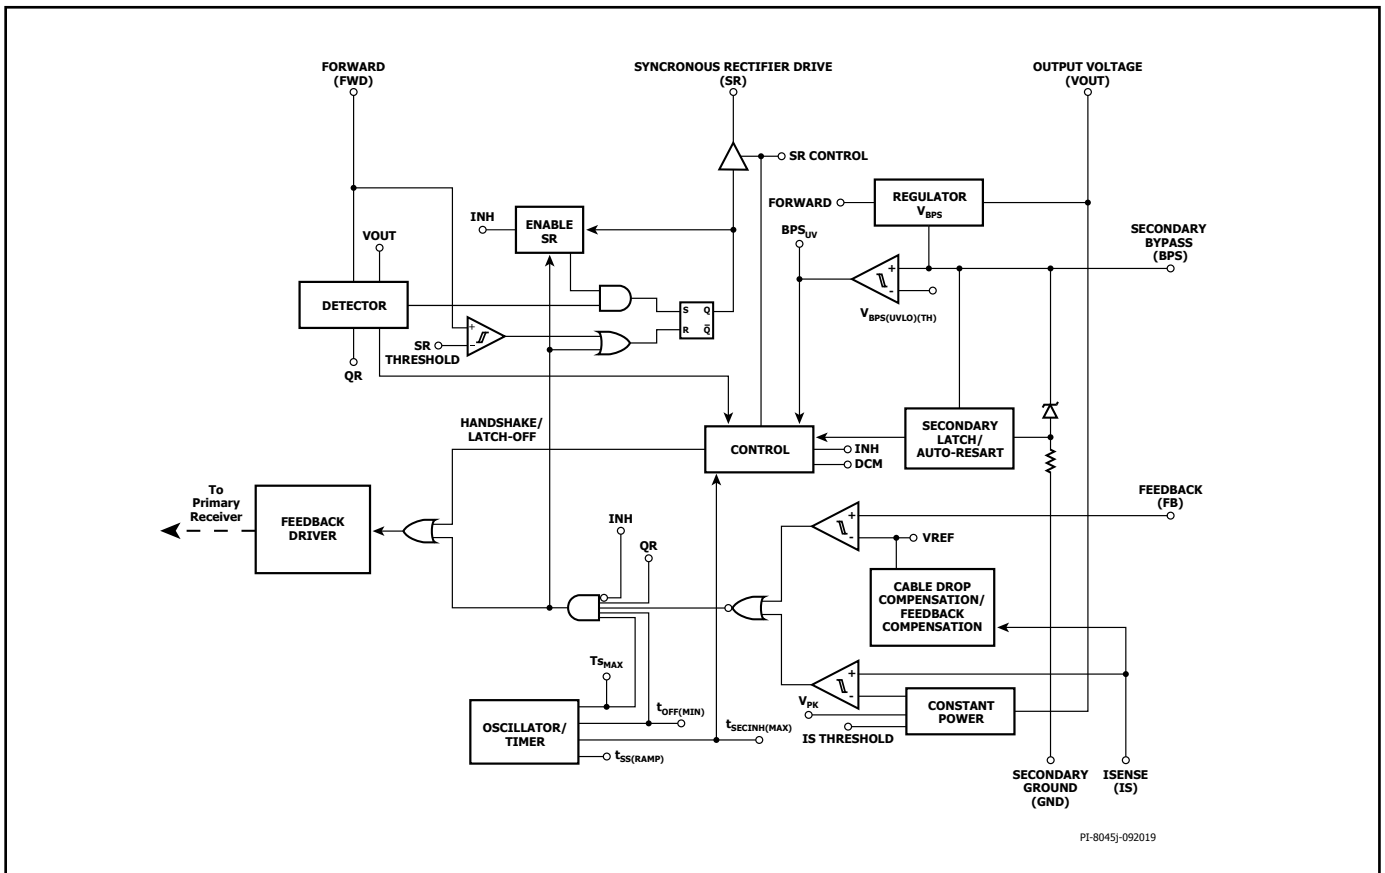 FORWARD
(FWD)
SYNCRONOUS RECTIFIER DRIVE
(SR)
OUTPUT VOLTAGE
(VOUT)
SR CONTROL
FORWARD
REGULATOR
VBPS
INH
ENABLE
SR
VOUT
BPSUV
SECONDARY
BYPASS
(BPS)
DETECTOR
+
-
VBPS(UVLO)(TH)
S Q
R Q̅
+
-
SR
THRESHOLD
QR
HANDSHAKE/
LATCH-OFF
CONTROL
INH
DCM
SECONDARY
LATCH/
AUTO-RESART
To
Primary
Receiver
FEEDBACK
DRIVER
INH
QR
+
-
VREF
FEEDBACK
(FB)
CABLE DROP
COMPENSATION/
FEEDBACK
COMPENSATION
TsMAX
+
-
VPK
CONSTANT
POWER
IS THRESHOLD
OSCILLATOR/
TIMER
tOFF(MIN)
tSECINH(MAX)
tSS(RAMP)
SECONDARY
GROUND
(GND)
ISENSE
(IS)
PI-8045j-092019